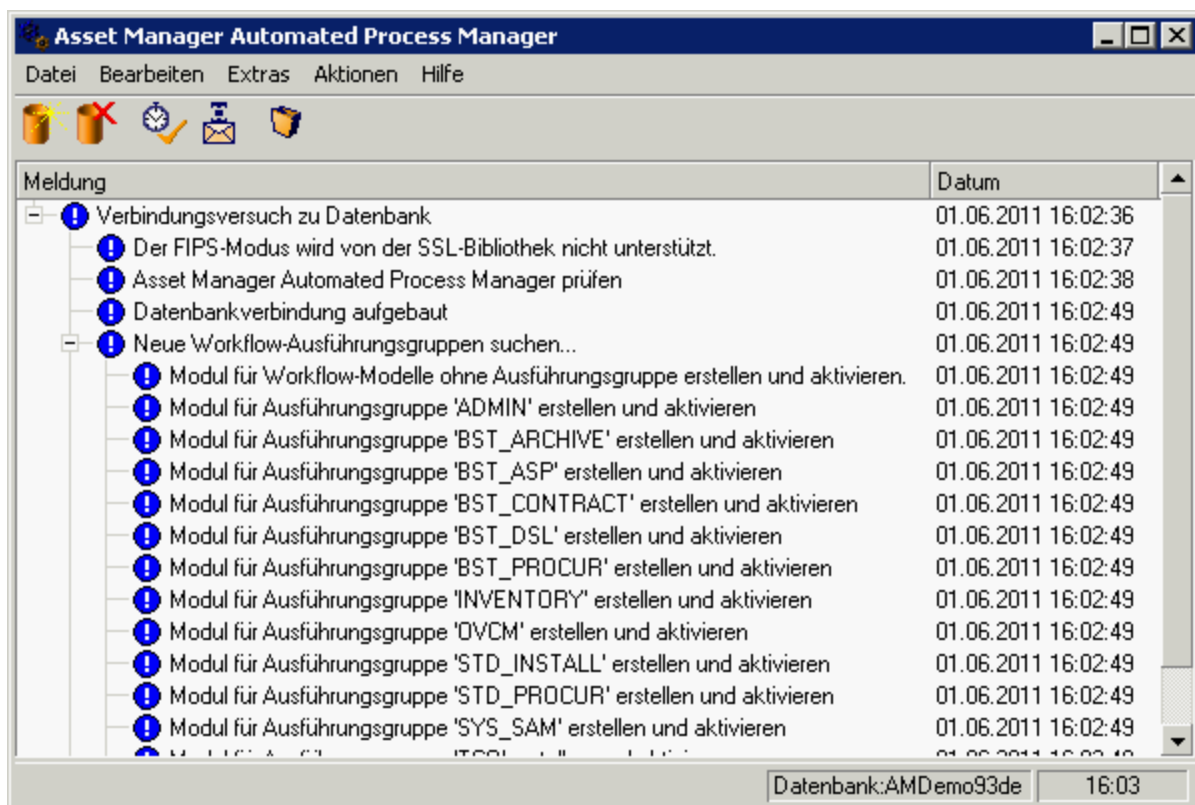 Asset Manager Automated Process Manager
Datei Bearbeiten Extras Aktionen Hilfe
Meldung Datum
Verbindungsversuch zu Datenbank 01.06.2011 16:02:36
Der FIPS-Modus wird von der SSL-Bibliothek nicht unterstützt. 01.06.2011 16:02:37
Asset Manager Automated Process Manager prüfen 01.06.2011 16:02:38
Datenbankverbindung aufgebaut 01.06.2011 16:02:49
Neue Workflow-Ausführungsgruppen suchen... 01.06.2011 16:02:49
Modul für Workflow-Modelle ohne Ausführungsgruppe erstellen und aktivieren. 01.06.2011 16:02:49
Modul für Ausführungsgruppe 'ADMIN' erstellen und aktivieren 01.06.2011 16:02:49
Modul für Ausführungsgruppe 'BST_ARCHIVE' erstellen und aktivieren 01.06.2011 16:02:49
Modul für Ausführungsgruppe 'BST_ASP' erstellen und aktivieren 01.06.2011 16:02:49
Modul für Ausführungsgruppe 'BST_CONTRACT' erstellen und aktivieren 01.06.2011 16:02:49
Modul für Ausführungsgruppe 'BST_DSL' erstellen und aktivieren 01.06.2011 16:02:49
Modul für Ausführungsgruppe 'BST_PROCUR' erstellen und aktivieren 01.06.2011 16:02:49
Modul für Ausführungsgruppe 'INVENTORY' erstellen und aktivieren 01.06.2011 16:02:49
Modul für Ausführungsgruppe 'OVCM' erstellen und aktivieren 01.06.2011 16:02:49
Modul für Ausführungsgruppe 'STD_INSTALL' erstellen und aktivieren 01.06.2011 16:02:49
Modul für Ausführungsgruppe 'STD_PROCUR' erstellen und aktivieren 01.06.2011 16:02:49
Modul für Ausführungsgruppe 'SYS_SAM' erstellen und aktivieren 01.06.2011 16:02:49
Datenbank:AMDemo93de 16:03